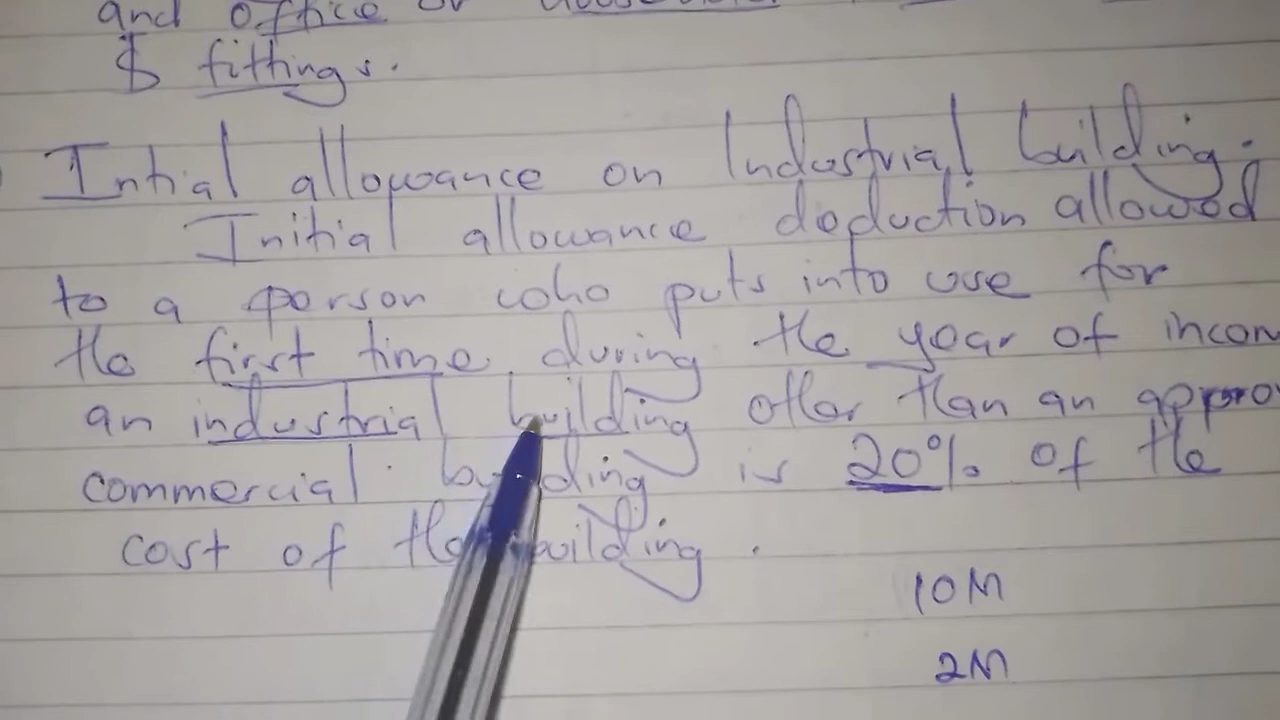 and office or
$ fittings.
Intial allowance on Industrial building.
Initial allowance deduction allowed
to a person who puts into use for
the first time during the year of incom
an industrial building other than an appro
commercial building is 20% of the
cost of the building.
10M
2M